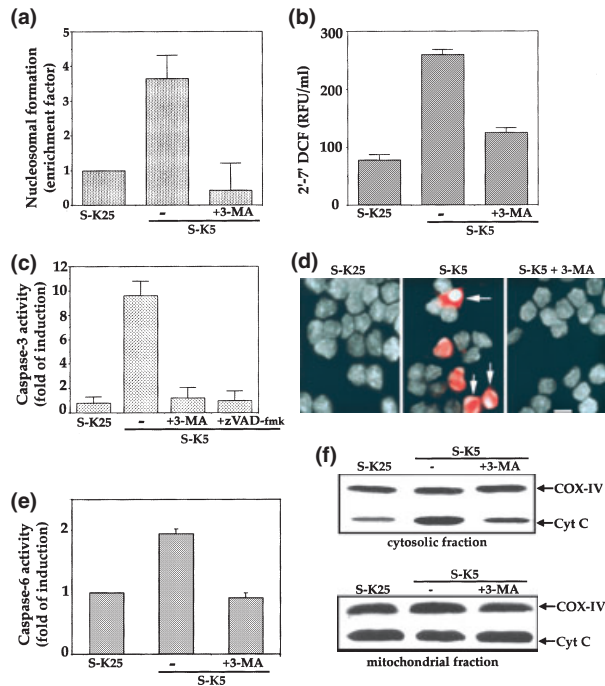 (a)
Nucleosomal formation
(enrichment factor)
5
4
3
2
1
0
S-K25
-
+3-MA
S-K5
(b)
2'-7' DCF (RFU/ml)
300
200
100
0
S-K25
-
+3-MA
S-K5
(c)
Caspase-3 activity
(fold of induction)
12
10
8
6
4
2
0
S-K25
-
+3-MA
+zVAD-fmk
S-K5
(d)
S-K25
S-K5
S-K5 + 3-MA
(e)
Caspase-6 activity
(fold of induction)
2
1
0
S-K25
-
+3-MA
S-K5
(f)
S-K5
S-K25
-
+3-MA
COX-IV
Cyt C
cytosolic fraction
S-K5
S-K25
-
+3-MA
COX-IV
Cyt C
mitochondrial fraction